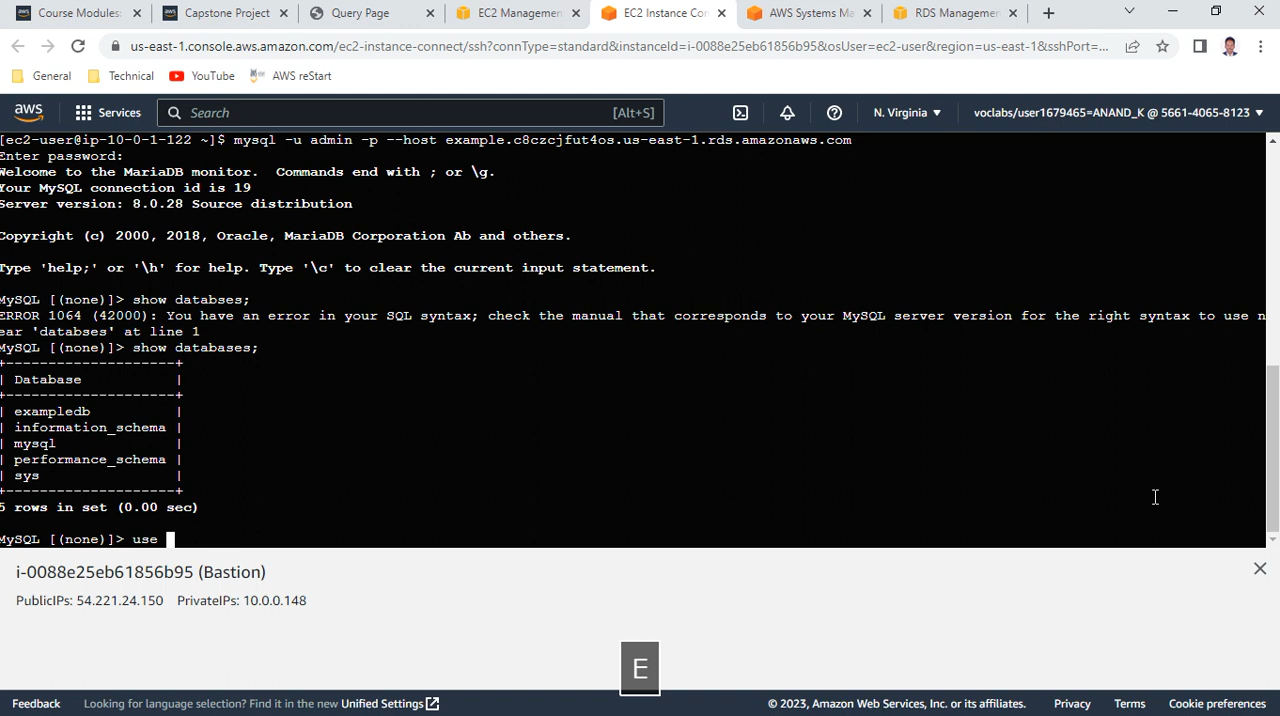 Course Modules:
Capstone Project
Query Page
EC2 Managemen
EC2 Instance Con
AWS Systems Ma
RDS Managemen
us-east-1.console.aws.amazon.com/ec2-instance-connect/ssh?connType=standard&instanceId=i-0088e25eb61856b95&osUser=ec2-user&region=us-east-1&sshPort=...
General
Technical
YouTube
AWS reStart
aws
Services
Search
[Alt+S]
N. Virginia
voclabs/user1679465=ANAND_K @ 5661-4065-8123
[ec2-user@ip-10-0-1-122 ~]$ mysql -u admin -p --host example.c8czcjfut4os.us-east-1.rds.amazonaws.com
Enter password:
Welcome to the MariaDB monitor.  Commands end with ; or \g.
Your MySQL connection id is 19
Server version: 8.0.28 Source distribution
Copyright (c) 2000, 2018, Oracle, MariaDB Corporation Ab and others.
Type 'help;' or '\h' for help. Type '\c' to clear the current input statement.
MySQL [(none)]> show databses;
ERROR 1064 (42000): You have an error in your SQL syntax; check the manual that corresponds to your MySQL server version for the right syntax to use n
ear 'databses' at line 1
MySQL [(none)]> show databases;
+--------------------+
| Database           |
+--------------------+
| exampledb          |
| information_schema |
| mysql              |
| performance_schema |
| sys                |
+--------------------+
5 rows in set (0.00 sec)
MySQL [(none)]> use
i-0088e25eb61856b95 (Bastion)
PublicIPs: 54.221.24.150 PrivateIPs: 10.0.0.148
E
Feedback
Looking for language selection? Find it in the new Unified Settings
© 2023, Amazon Web Services, Inc. or its affiliates.
Privacy
Terms
Cookie preferences